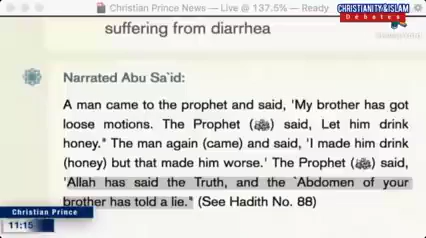 Christian Prince News — Live @ 137.5% — Ready
CHRISTIANITY & ISLAM
Debates
suffering from diarrhea
Narrated Abu Sa`id:
A man came to the prophet and said, 'My brother has got
loose motions. The Prophet (ﷺ) said, Let him drink
honey." The man again (came) and said, 'I made him drink
(honey) but that made him worse.' The Prophet (ﷺ) said,
'Allah has said the Truth, and the `Abdomen of your
brother has told a lie." (See Hadith No. 88)
Christian Prince
11:15